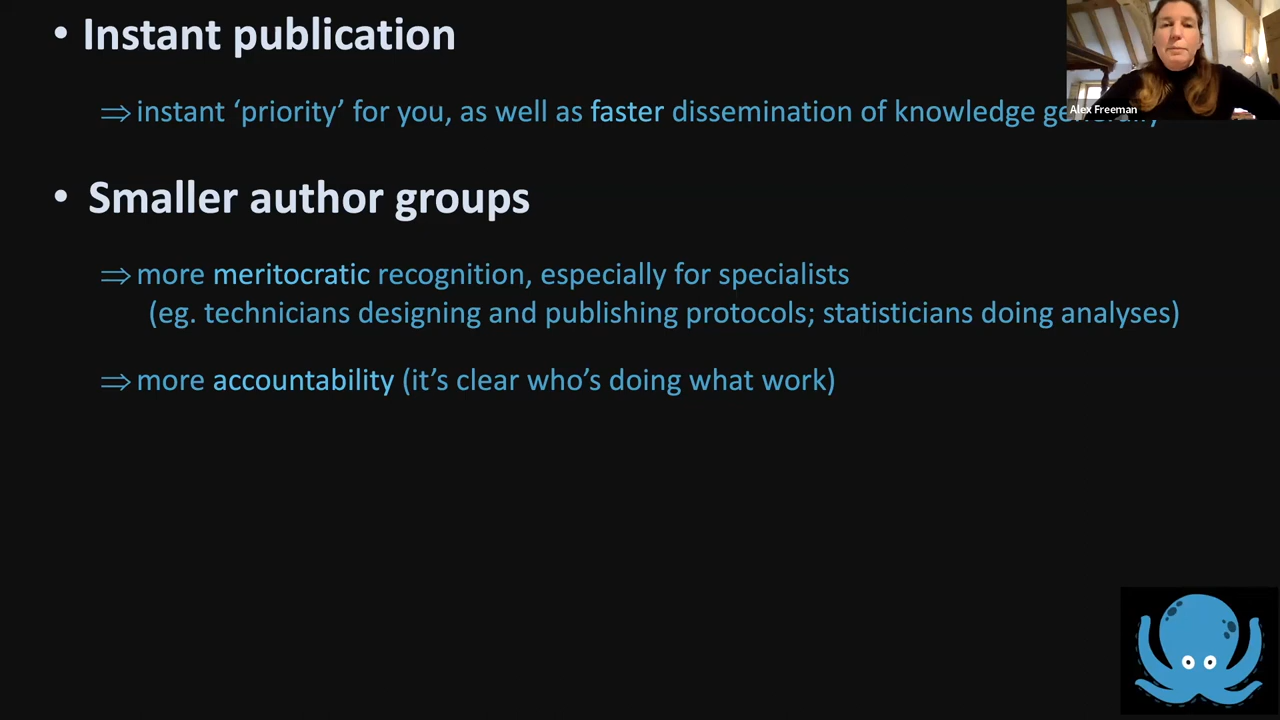 • Instant publication
⇒ instant ‘priority’ for you, as well as faster dissemination of knowledge generally
Alex Freeman
• Smaller author groups
⇒ more meritocratic recognition, especially for specialists
(eg. technicians designing and publishing protocols; statisticians doing analyses)
⇒ more accountability (it’s clear who’s doing what work)